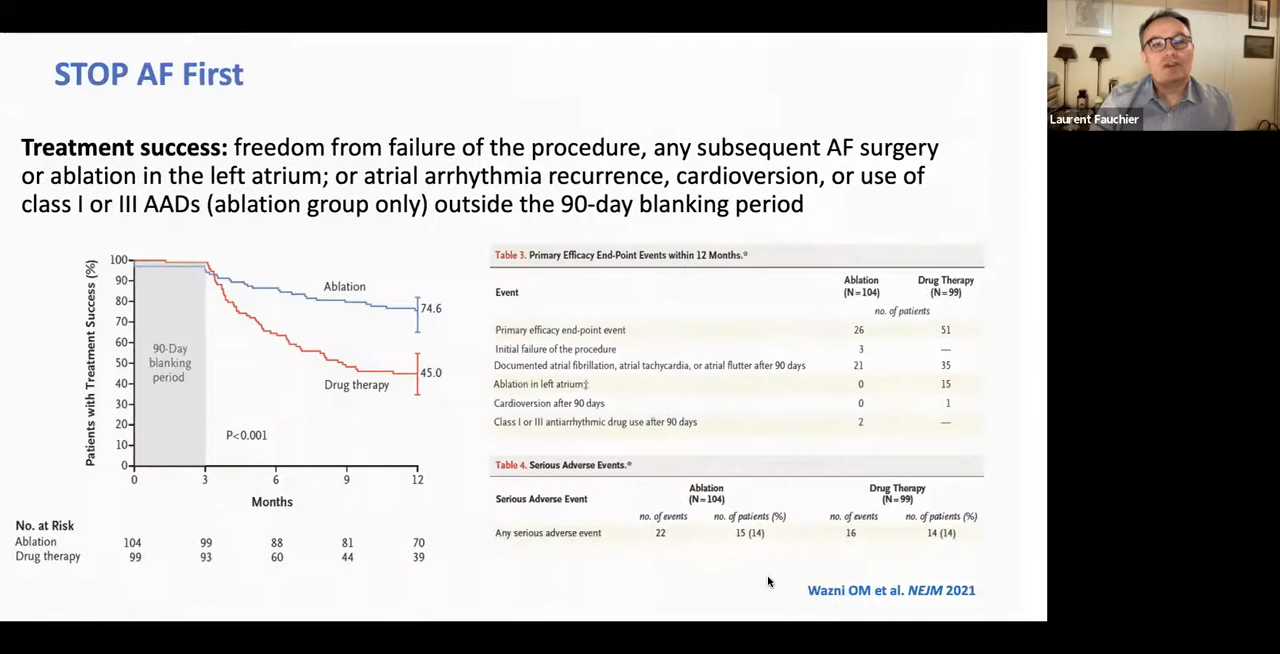 STOP AF First
Laurent Fauchier
Treatment success: freedom from failure of the procedure, any subsequent AF surgery
or ablation in the left atrium; or atrial arrhythmia recurrence, cardioversion, or use of
class I or III AADs (ablation group only) outside the 90-day blanking period
Patients with Treatment Success (%)
100
90
80
70
60
50
40
30
20
10
0
90-Day
blanking
period
Ablation
74.6
45.0
Drug therapy
P<0.001
0 3 6 9 12
Months
No. at Risk
Ablation 104 99 88 81 70
Drug therapy 99 93 60 44 39
Table 3. Primary Efficacy End-Point Events within 12 Months.*
Event Ablation (N=104) Drug Therapy (N=99)
no. of patients
Primary efficacy end-point event 26 51
Initial failure of the procedure 3 —
Documented atrial fibrillation, atrial tachycardia, or atrial flutter after 90 days 21 35
Ablation in left atrium‡ 0 15
Cardioversion after 90 days 0 1
Class I or III antiarrhythmic drug use after 90 days 2 —
Table 4. Serious Adverse Events.*
Serious Adverse Event Ablation (N=104) Drug Therapy (N=99)
no. of events no. of patients (%) no. of events no. of patients (%)
Any serious adverse event 22 15 (14) 16 14 (14)
Wazni OM et al. NEJM 2021